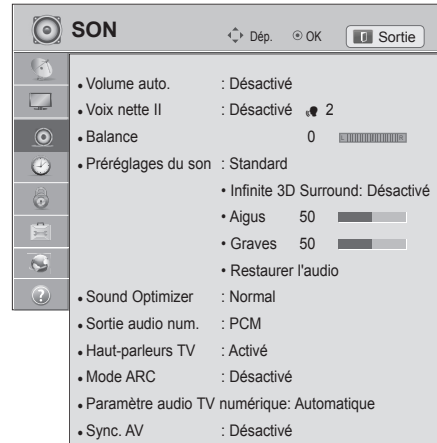 SON Dép. OK Sortie
• Volume auto. : Désactivé
• Voix nette II : Désactivé 2
• Balance 0 L R
• Préréglages du son : Standard
• Infinite 3D Surround: Désactivé
• Aigus 50
• Graves 50
• Restaurer l'audio
• Sound Optimizer : Normal
• Sortie audio num. : PCM
• Haut-parleurs TV : Activé
• Mode ARC : Désactivé
• Paramètre audio TV numérique: Automatique
• Sync. AV : Désactivé